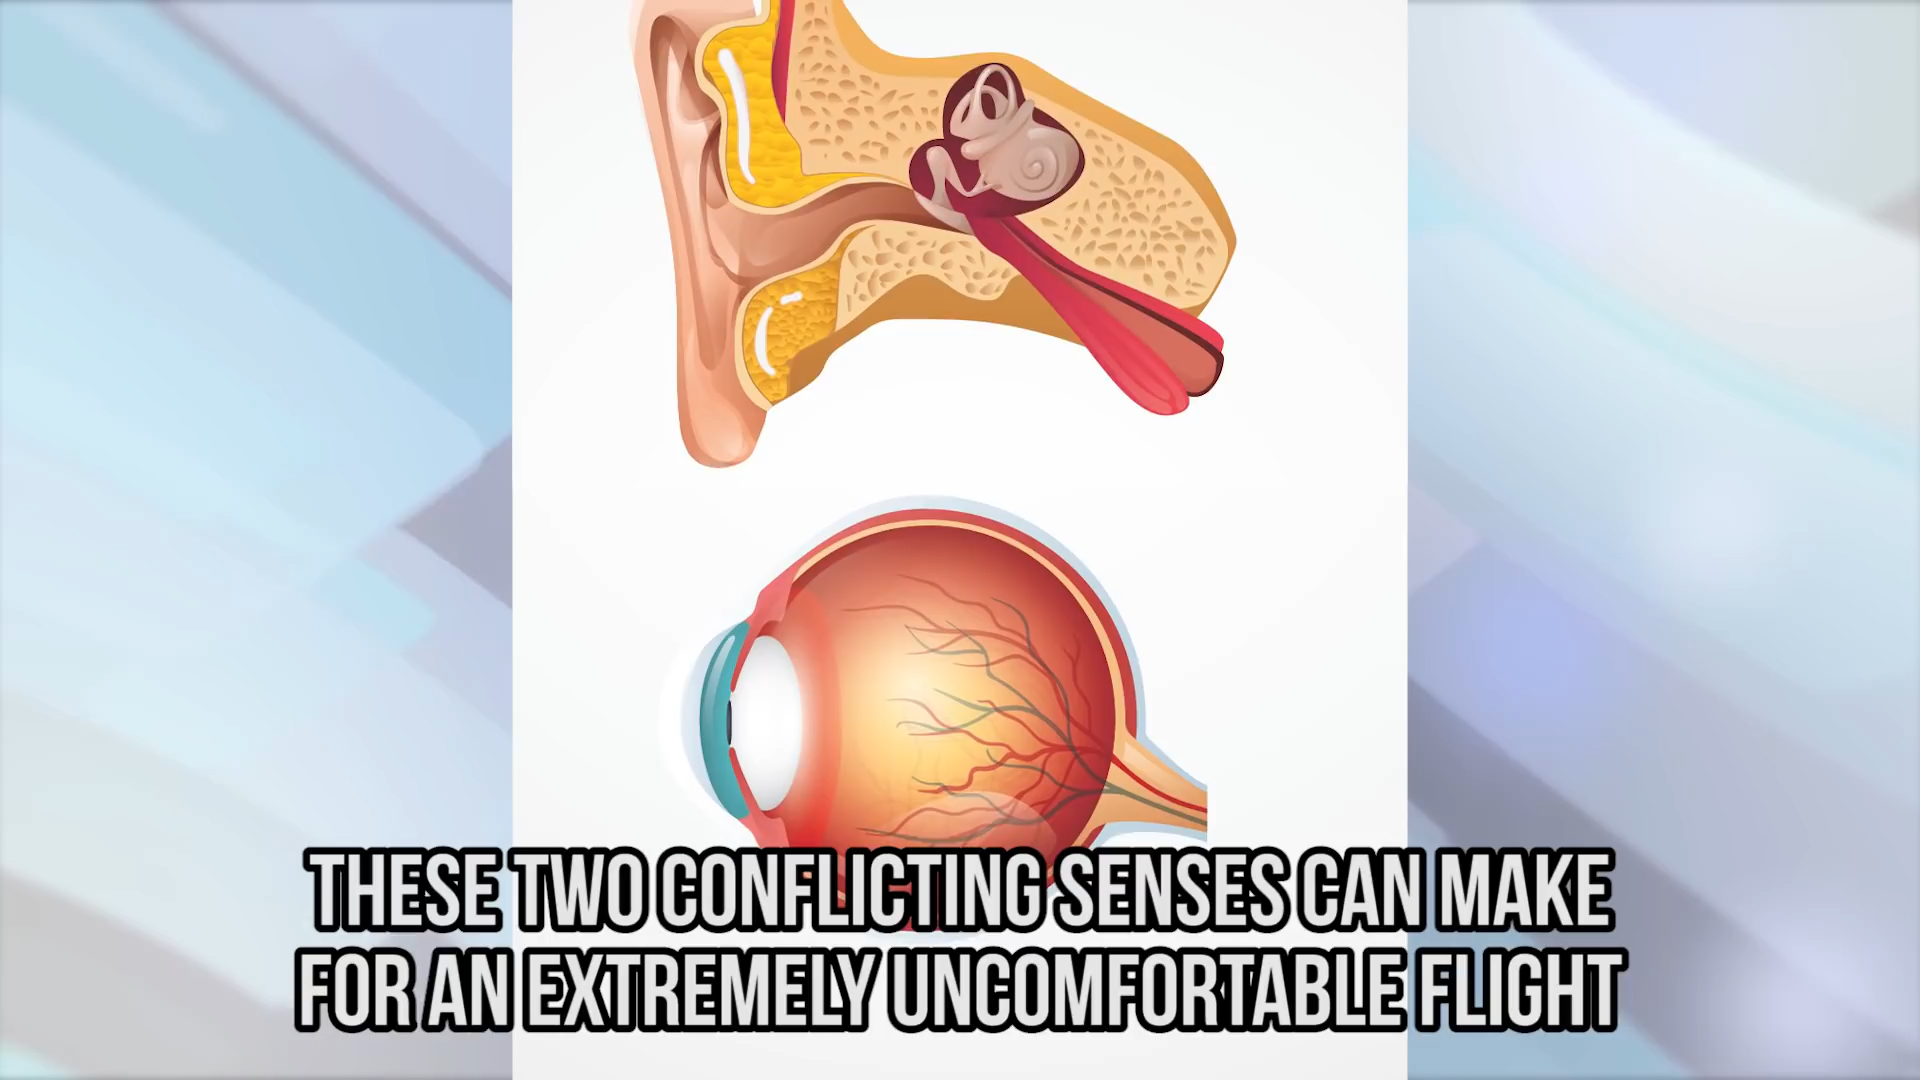 THESE TWO CONFLICTING SENSES CAN MAKE
FOR AN EXTREMELY UNCOMFORTABLE FLIGHT